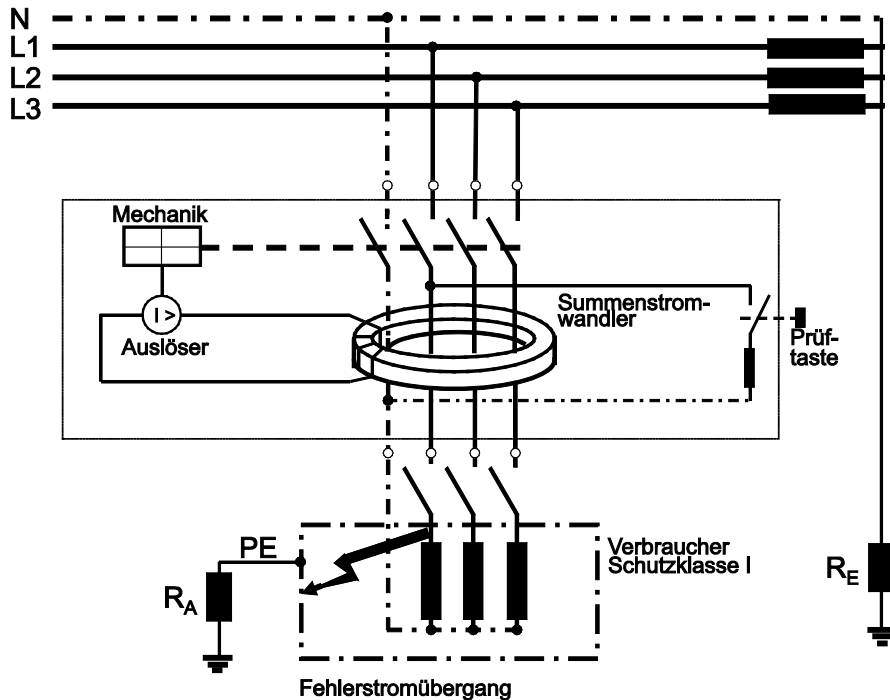 N
L1
L2
L3
Mechanik
I >
Auslöser
Summenstrom-
wandler
Prüf-
taste
PE
RA
Verbraucher
Schutzklasse I
RE
Fehlerstromübergang